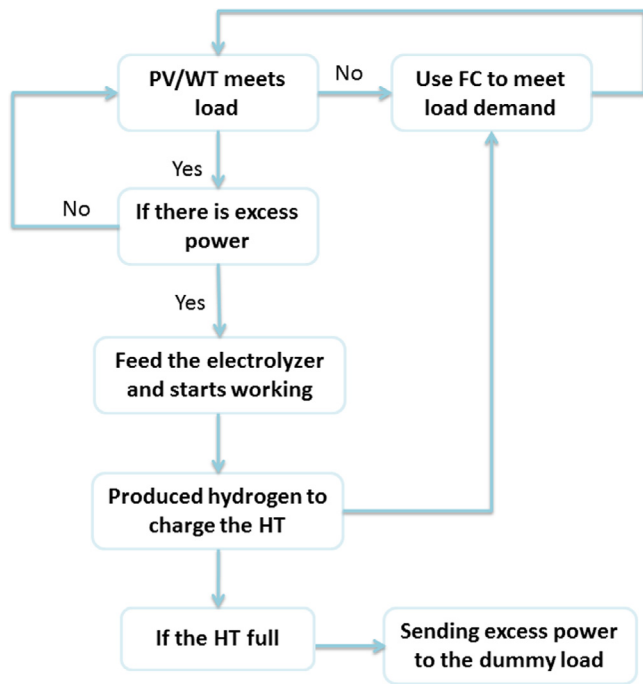 PV/WT meets
load
No
Use FC to meet
load demand
Yes
No
If there is excess
power
Yes
Feed the electrolyzer
and starts working
Produced hydrogen to
charge the HT
If the HT full
Sending excess power
to the dummy load